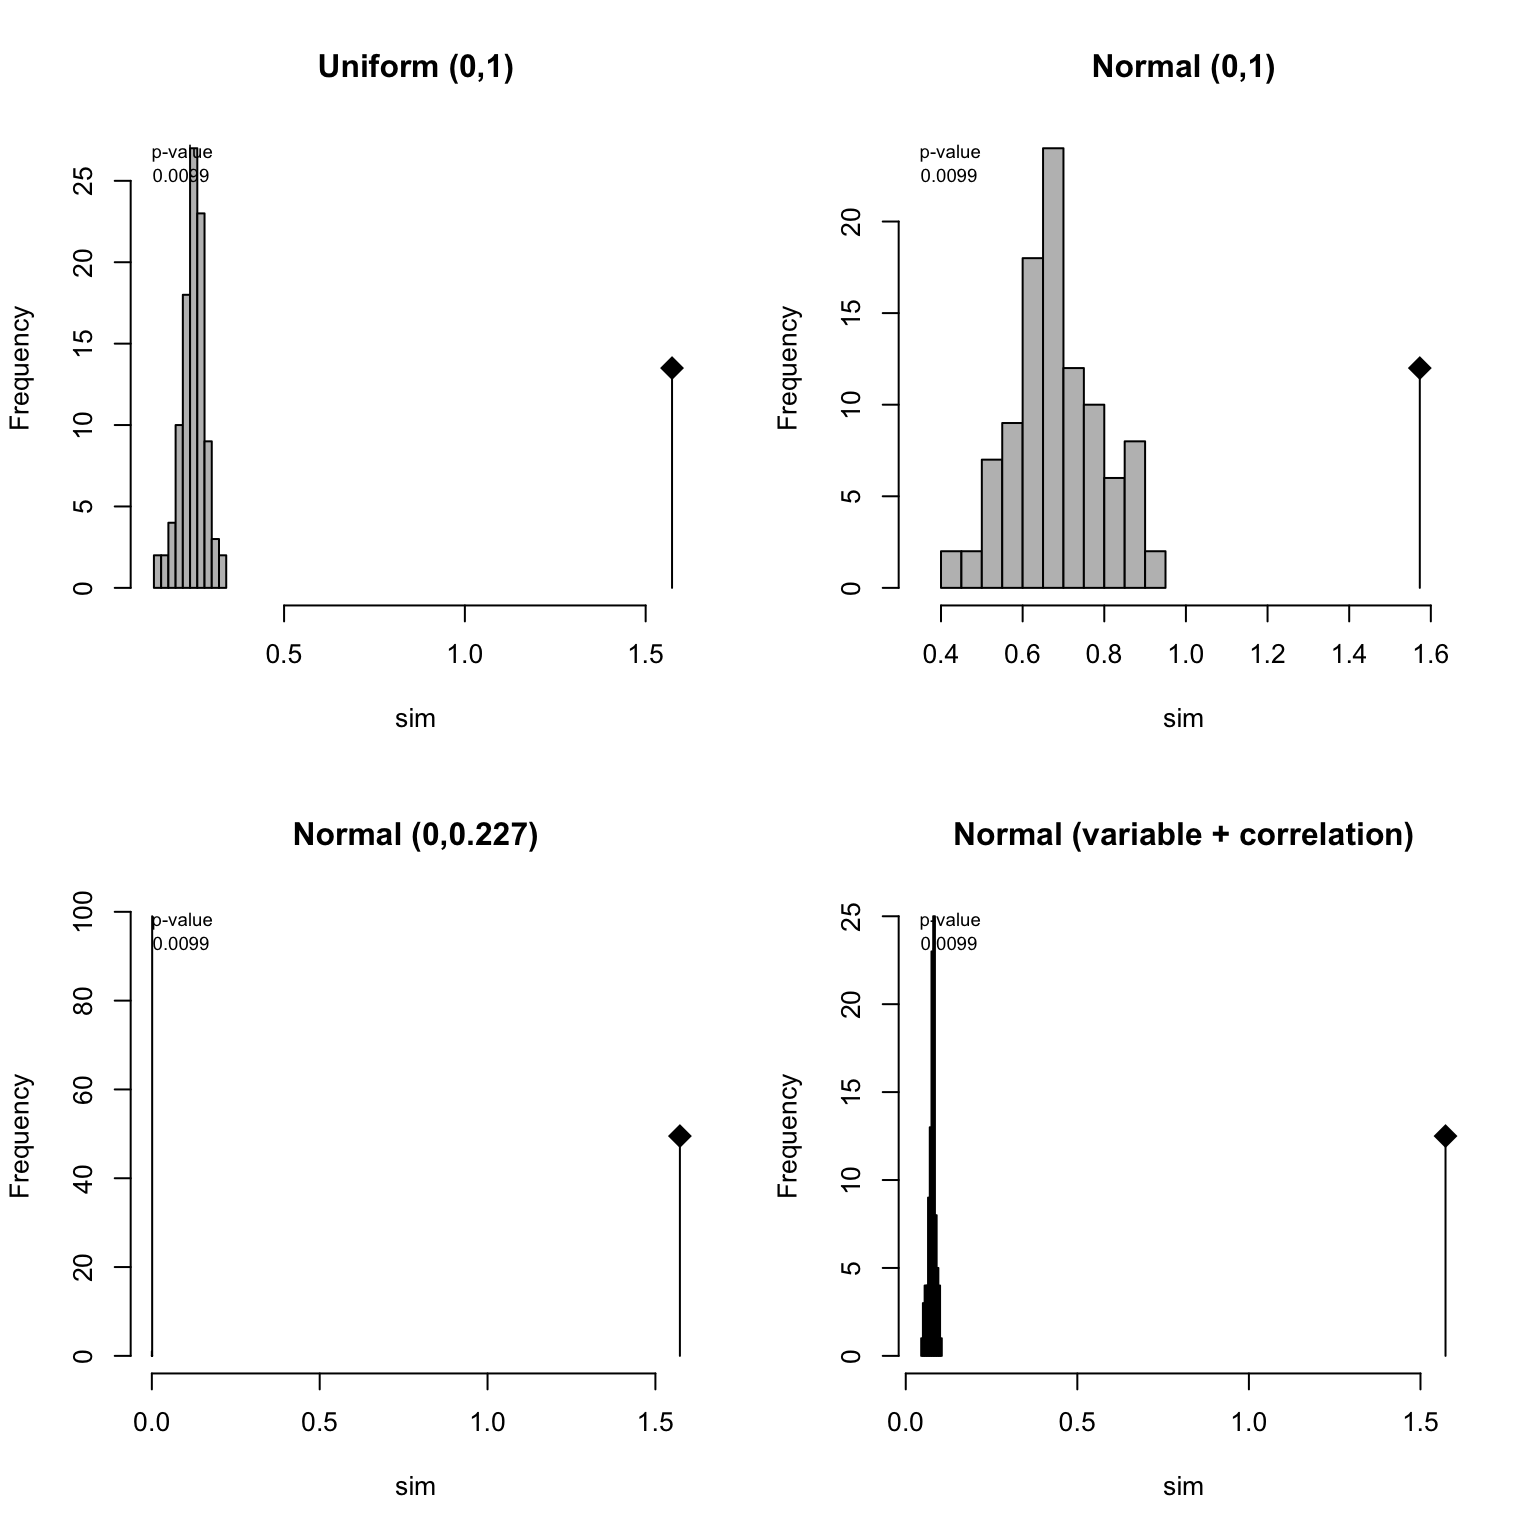 Uniform (0,1)
p-value
0.0099
Frequency
0 5 10 15 20 25
0.5 1.0 1.5
sim
Normal (0,1)
p-value
0.0099
Frequency
0 5 10 15 20
0.4 0.6 0.8 1.0 1.2 1.4 1.6
sim
Normal (0,0.227)
p-value
0.0099
Frequency
0 20 40 60 80 100
0.0 0.5 1.0 1.5
sim
Normal (variable + correlation)
p-value
0.0099
Frequency
0 5 10 15 20 25
0.0 0.5 1.0 1.5
sim